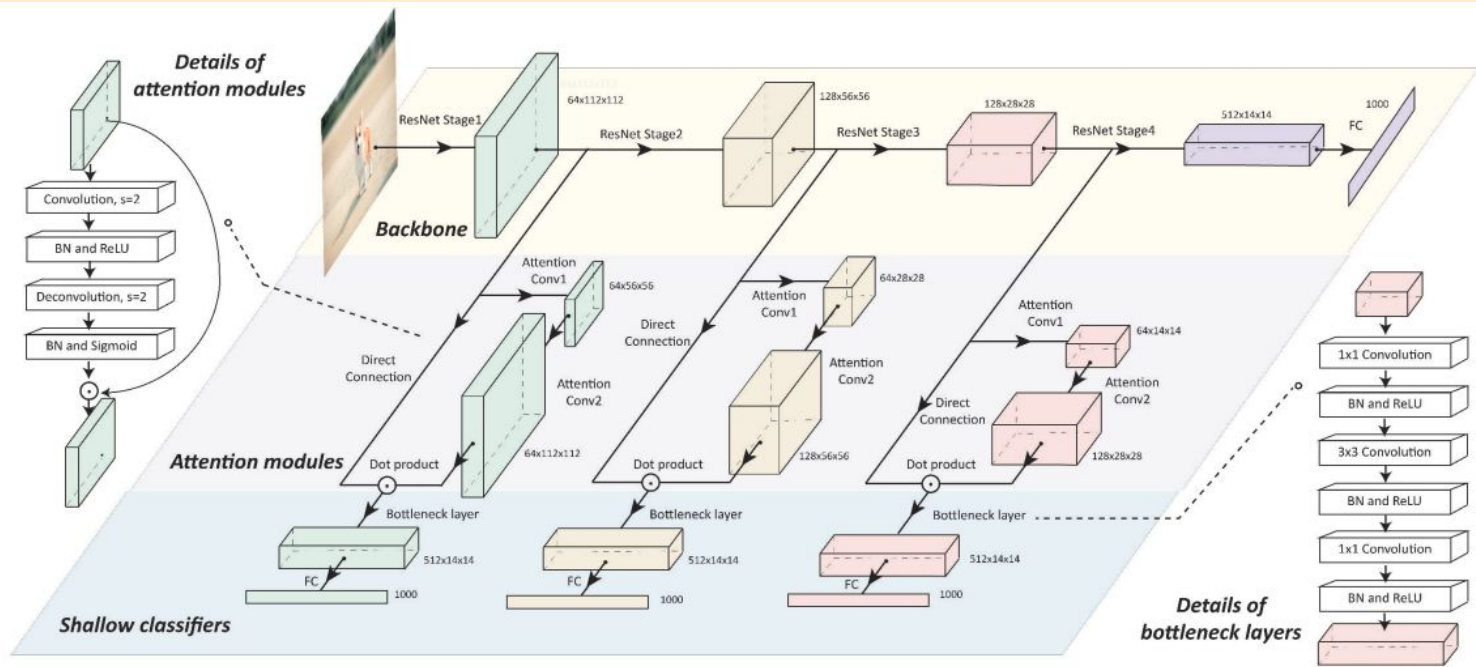 Details of
attention modules
Convolution, s=2
BN and ReLU
Deconvolution, s=2
BN and Sigmoid
ResNet Stage1
64x112x112
ResNet Stage2
128x56x56
ResNet Stage3
128x28x28
ResNet Stage4
512x14x14
FC
1000
Backbone
Attention
Conv1
64x56x56
Direct
Connection
Attention
Conv2
64x112x112
Dot product
Attention
Conv1
64x28x28
Direct
Connection
Attention
Conv2
128x56x56
Dot product
Attention
Conv1
64x14x14
Direct
Connection
Attention
Conv2
128x28x28
Dot product
Attention modules
Bottleneck layer
512x14x14
FC
1000
Bottleneck layer
512x14x14
FC
1000
Bottleneck layer
512x14x14
FC
1000
Shallow classifiers
1x1 Convolution
BN and ReLU
3x3 Convolution
BN and ReLU
1x1 Convolution
BN and ReLU
Details of
bottleneck layers